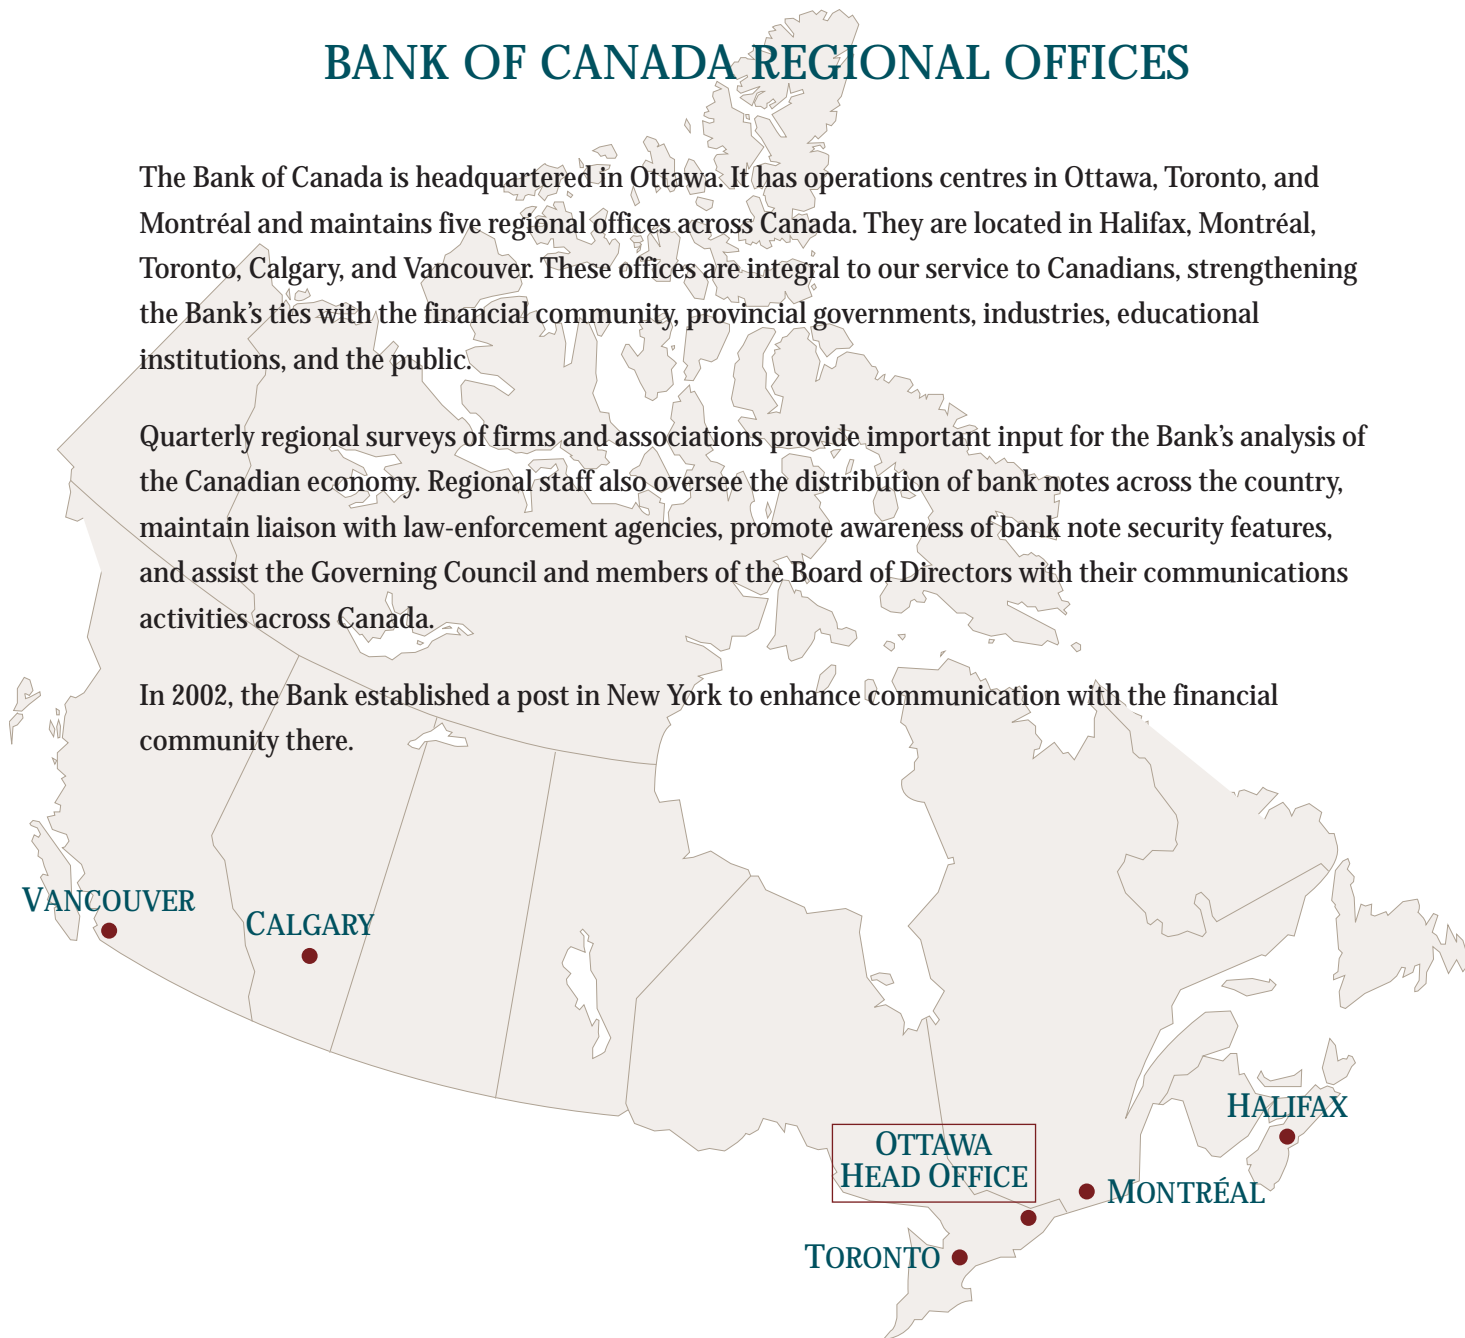 BANK OF CANADA REGIONAL OFFICES
The Bank of Canada is headquartered in Ottawa. It has operations centres in Ottawa, Toronto, and
Montréal and maintains five regional offices across Canada. They are located in Halifax, Montréal,
Toronto, Calgary, and Vancouver. These offices are integral to our service to Canadians, strengthening
the Bank’s ties with the financial community, provincial governments, industries, educational
institutions, and the public.
Quarterly regional surveys of firms and associations provide important input for the Bank’s analysis of
the Canadian economy. Regional staff also oversee the distribution of bank notes across the country,
maintain liaison with law-enforcement agencies, promote awareness of bank note security features,
and assist the Governing Council and members of the Board of Directors with their communications
activities across Canada.
In 2002, the Bank established a post in New York to enhance communication with the financial
community there.
VANCOUVER
CALGARY
HALIFAX
OTTAWA
HEAD OFFICE
MONTRÉAL
TORONTO